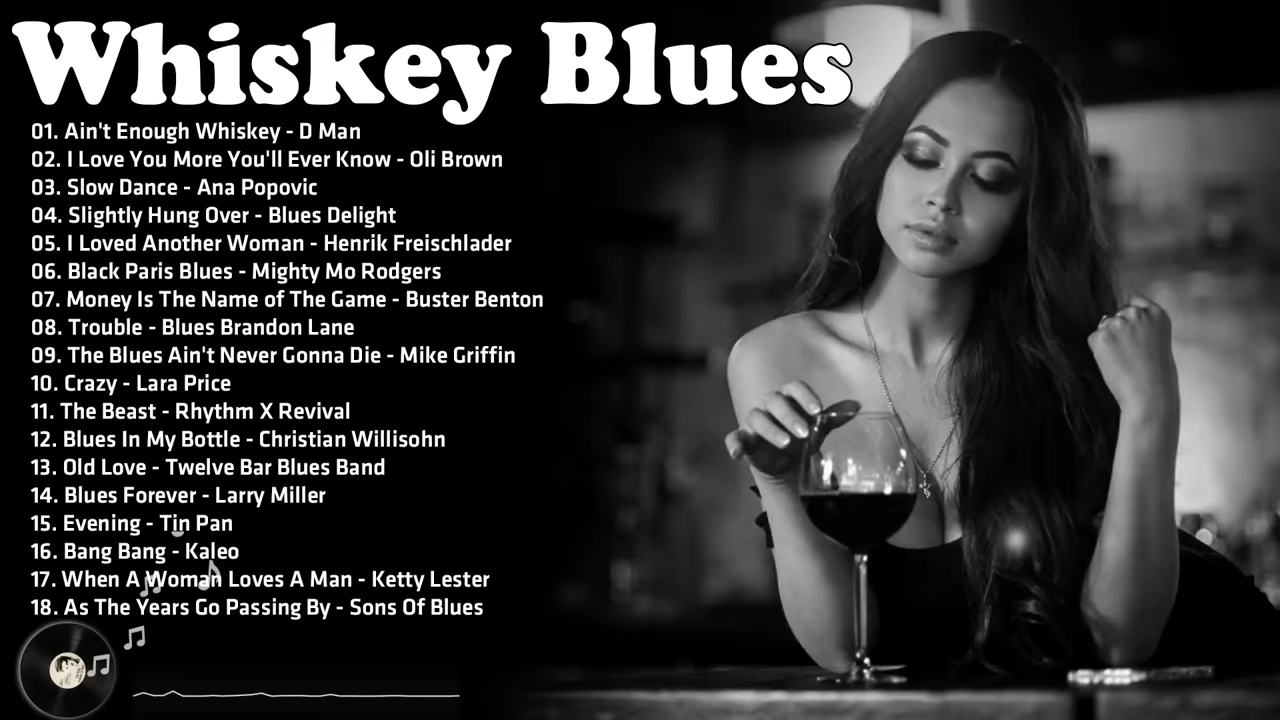 Whiskey Blues
01. Ain't Enough Whiskey - D Man
02. I Love You More You'll Ever Know - Oli Brown
03. Slow Dance - Ana Popovic
04. Slightly Hung Over - Blues Delight
05. I Loved Another Woman - Henrik Freischlader
06. Black Paris Blues - Mighty Mo Rodgers
07. Money Is The Name of The Game - Buster Benton
08. Trouble - Blues Brandon Lane
09. The Blues Ain't Never Gonna Die - Mike Griffin
10. Crazy - Lara Price
11. The Beast - Rhythm X Revival
12. Blues In My Bottle - Christian Willisohn
13. Old Love - Twelve Bar Blues Band
14. Blues Forever - Larry Miller
15. Evening - Tin Pan
16. Bang Bang - Kaleo
17. When A Woman Loves A Man - Ketty Lester
18. As The Years Go Passing By - Sons Of Blues